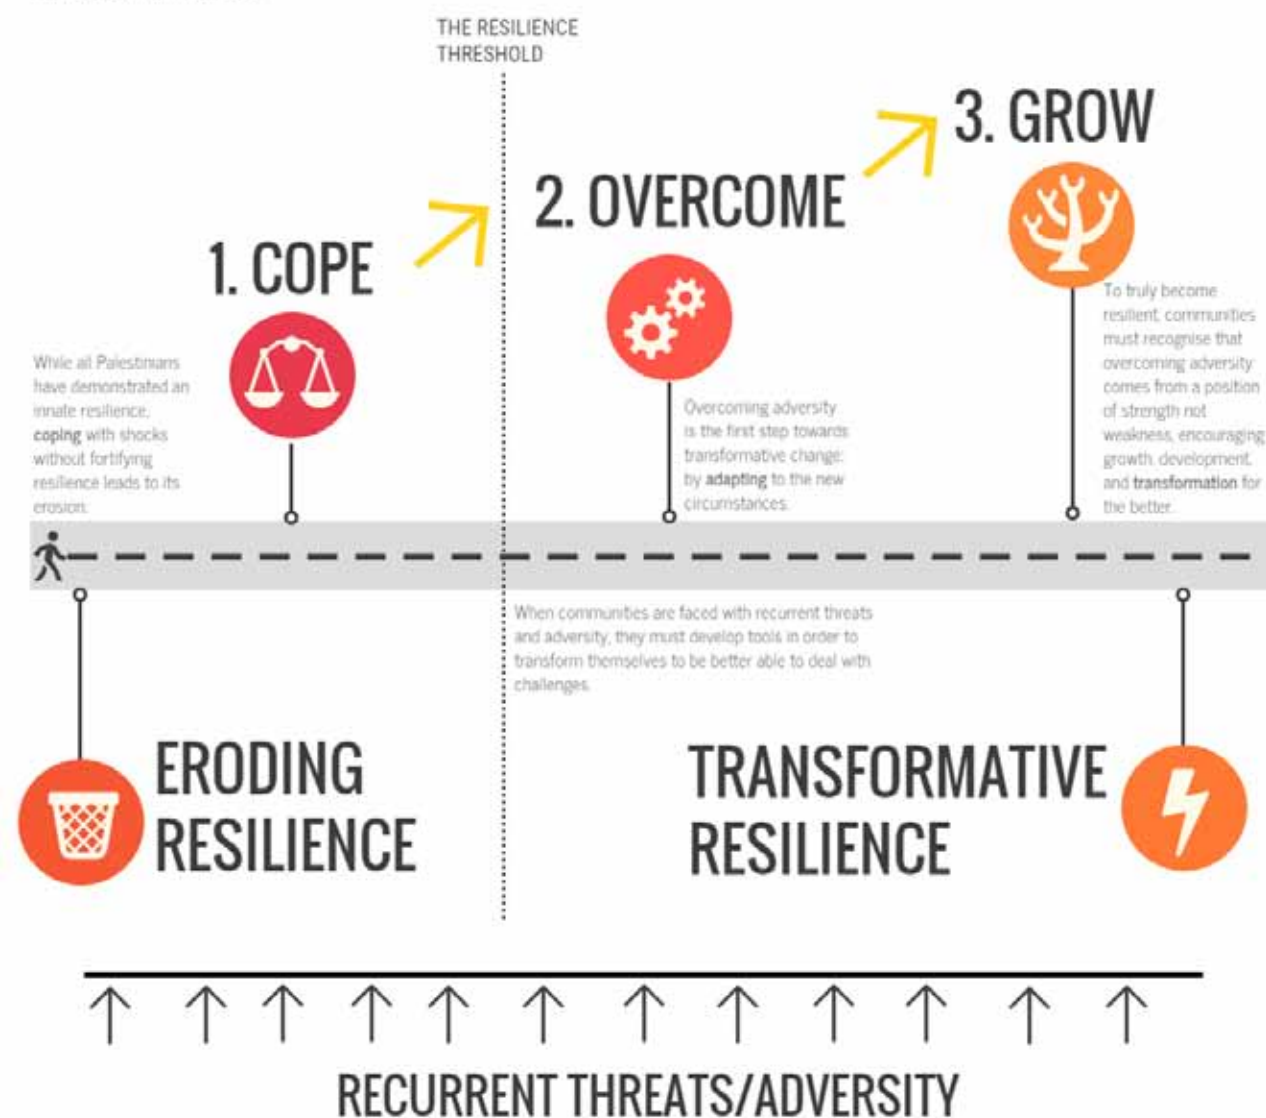 THE RESILIENCE
THRESHOLD
3. GROW
2. OVERCOME
1. COPE
To truly become
resilient, communities
must recognise that
overcoming adversity
comes from a position
of strength not
weakness, encouraging
growth, development,
and transformation for
the better.
While all Palestinians
have demonstrated an
innate resilience,
coping with shocks
without fortifying
resilience leads to its
erosion.
Overcoming adversity
is the first step towards
transformative change;
by adapting to the new
circumstances.
When communities are faced with recurrent threats
and adversity, they must develop tools in order to
transform themselves to be better able to deal with
challenges.
ERODING
RESILIENCE
TRANSFORMATIVE
RESILIENCE
RECURRENT THREATS/ADVERSITY